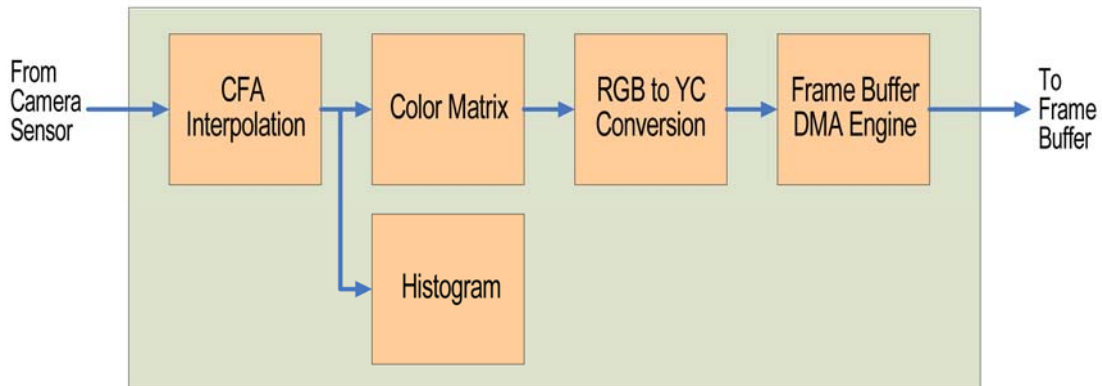 From
Camera
Sensor
CFA
Interpolation
Color Matrix
RGB to YC
Conversion
Frame Buffer
DMA Engine
To
Frame
Buffer
Histogram